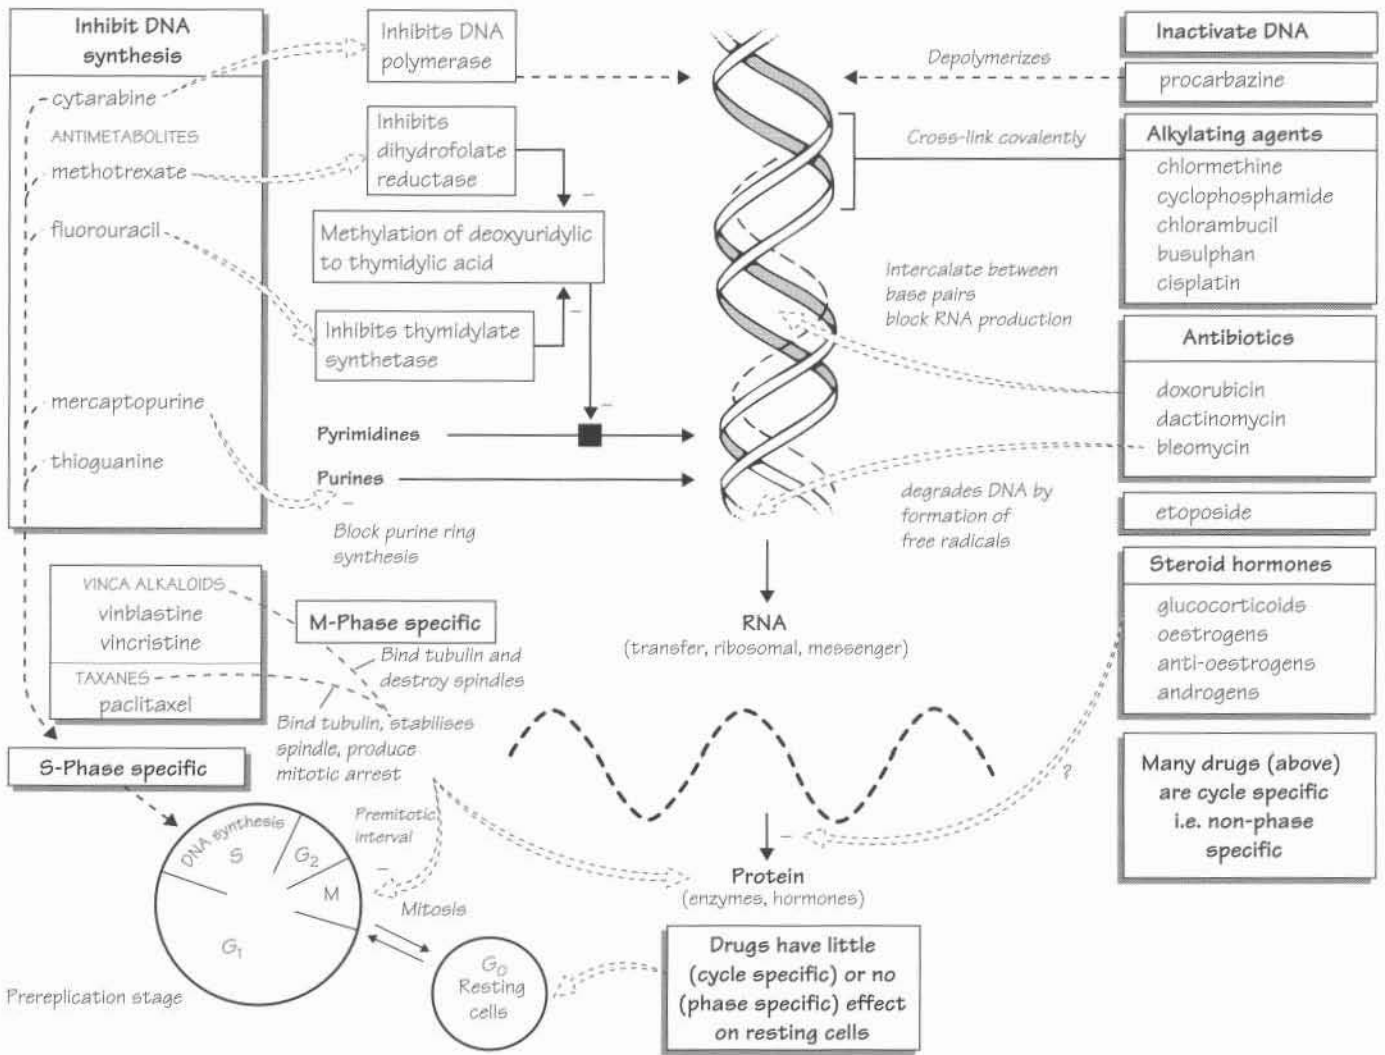 Inhibit DNA
synthesis
cytarabine
ANTIMETABOLITES
methotrexate
fluorouracil
mercaptopurine
thioguanine
Inhibits DNA
polymerase
Inhibits
dihydrofolate
reductase
–
Methylation of deoxyuridylic
to thymidylic acid
–
Inhibits thymidylate
synthetase
–
Pyrimidines
Purines
–
Block purine ring
synthesis
Inactivate DNA
Depolymerizes
procarbazine
Cross-link covalently
Alkylating agents
chlormethine
cyclophosphamide
chlorambucil
busulphan
cisplatin
Intercalate between
base pairs
block RNA production
Antibiotics
doxorubicin
dactinomycin
bleomycin
degrades DNA by
formation of
free radicals
etoposide
Steroid hormones
glucocorticoids
oestrogens
anti-oestrogens
androgens
?
Many drugs (above)
are cycle specific
i.e. non-phase
specific
VINCA ALKALOIDS
vinblastine
vincristine
TAXANES
paclitaxel
M-Phase specific
Bind tubulin and
destroy spindles
Bind tubulin, stabilises
spindle, produce
mitotic arrest
S-Phase specific
RNA
(transfer, ribosomal, messenger)
–
Protein
(enzymes, hormones)
Premitotic
interval
–
DNA synthesis
S
G2
M
G1
Mitosis
Prereplication stage
G0
Resting
cells
Drugs have little
(cycle specific) or no
(phase specific) effect
on resting cells